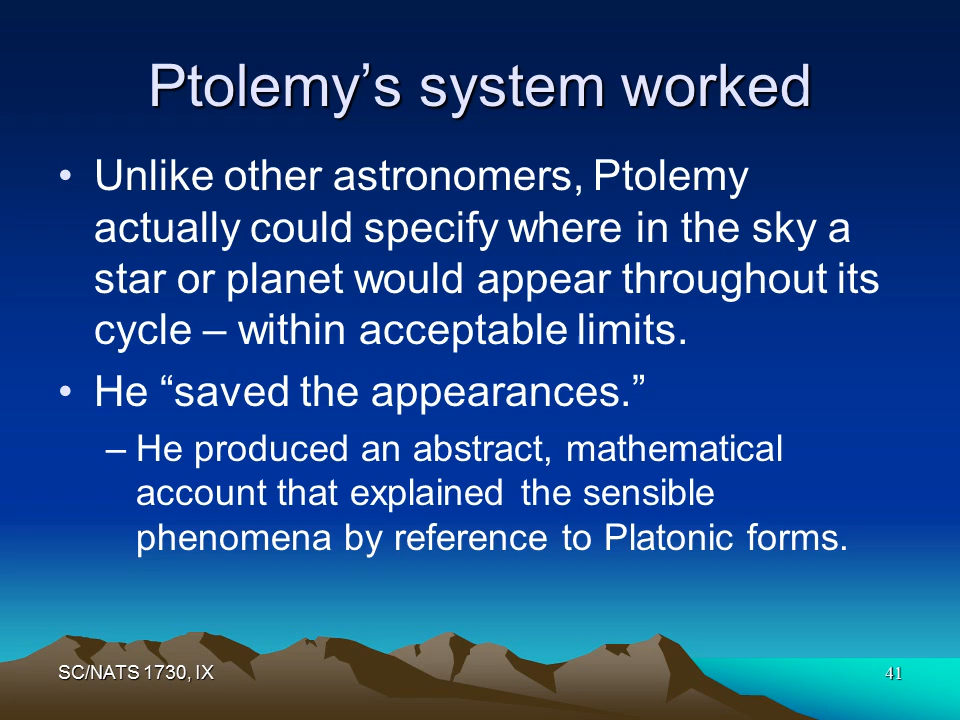 Ptolemy’s system worked
• Unlike other astronomers, Ptolemy
actually could specify where in the sky a
star or planet would appear throughout its
cycle – within acceptable limits.
• He “saved the appearances.”
– He produced an abstract, mathematical
account that explained the sensible
phenomena by reference to Platonic forms.
SC/NATS 1730, IX
41